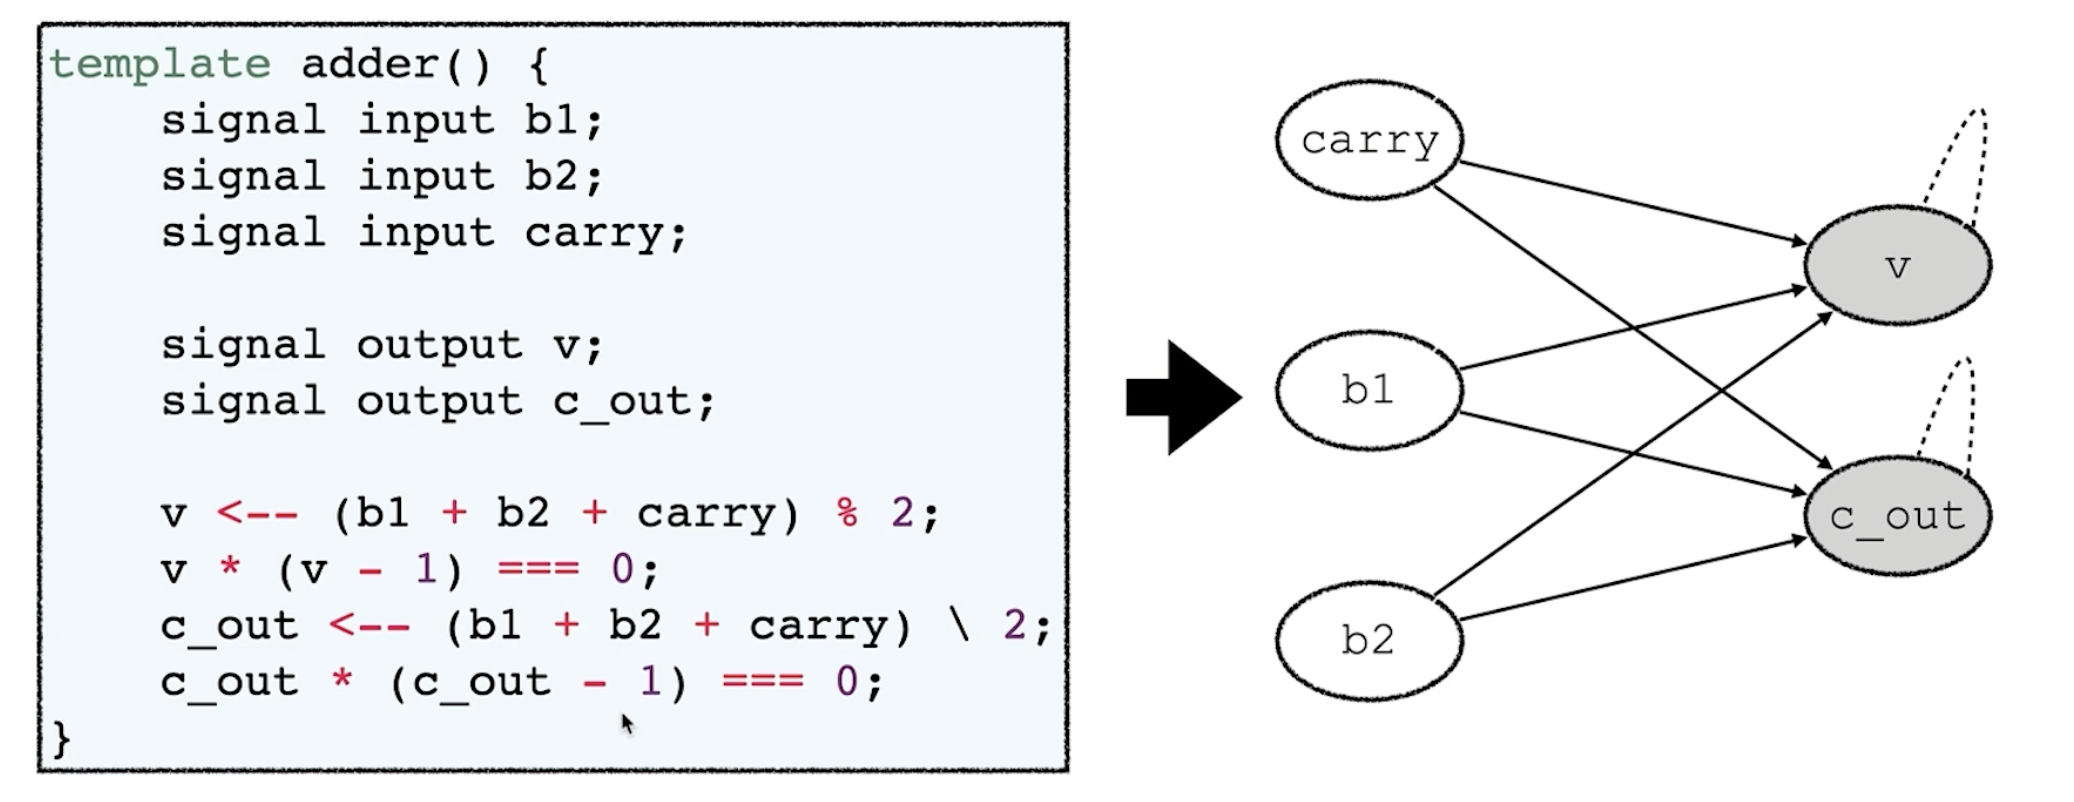 template adder() {
signal input b1;
signal input b2;
signal input carry;
signal output v;
signal output c_out;
v <-- (b1 + b2 + carry) % 2;
v * (v - 1) === 0;
c_out <-- (b1 + b2 + carry) \ 2;
c_out * (c_out - 1) === 0;
}
carry
b1
b2
v
c_out